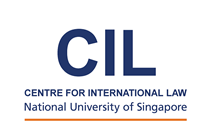 CIL
CENTRE FOR INTERNATIONAL LAW
National University of Singapore